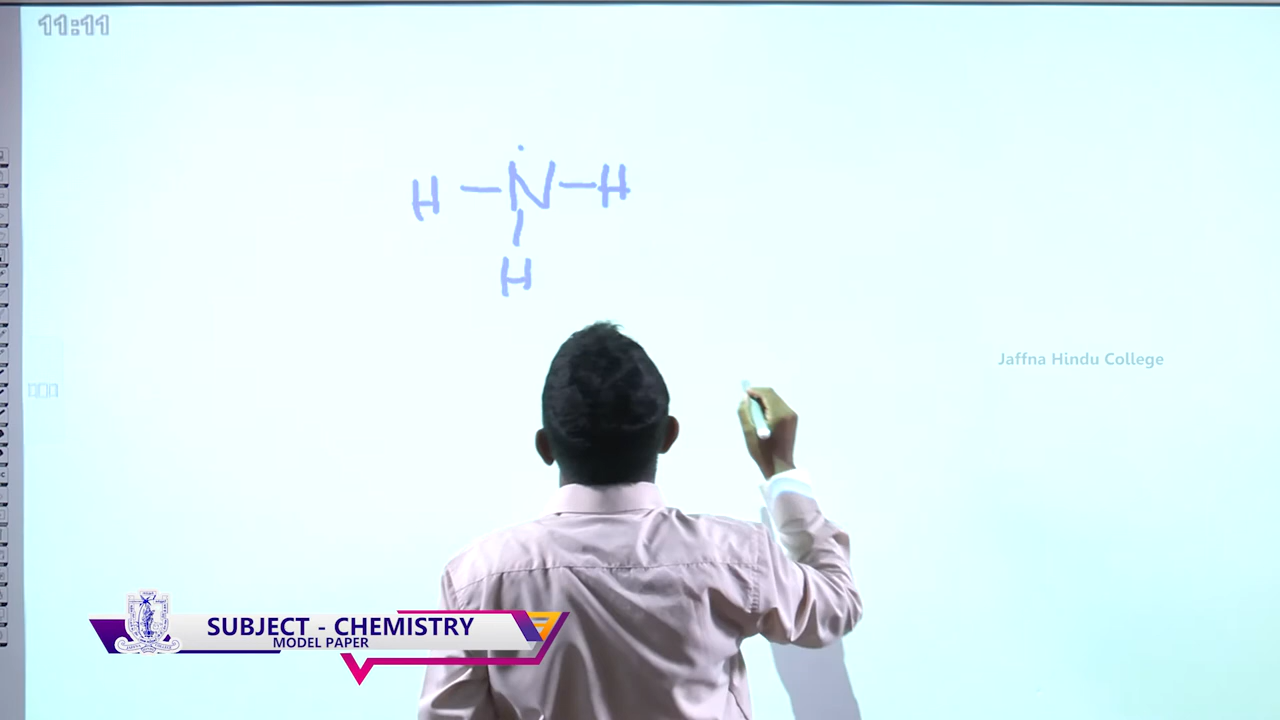 11:11
H – N – H
H
Jaffna Hindu College
SUBJECT - CHEMISTRY
MODEL PAPER